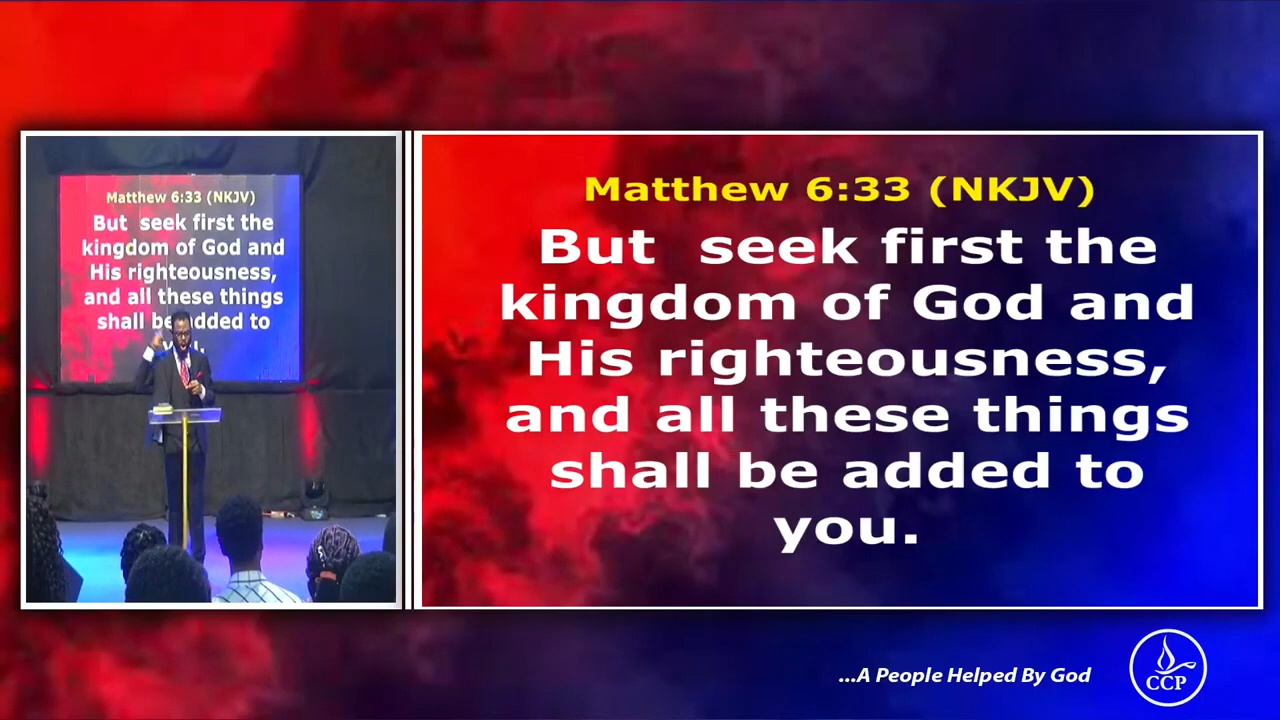 Matthew 6:33 (NKJV)
But seek first the
kingdom of God and
His righteousness,
and all these things
shall be added to
Matthew 6:33 (NKJV)
But  seek first the
kingdom of God and
His righteousness,
and all these things
shall be added to
you.
...A People Helped By God
CCP